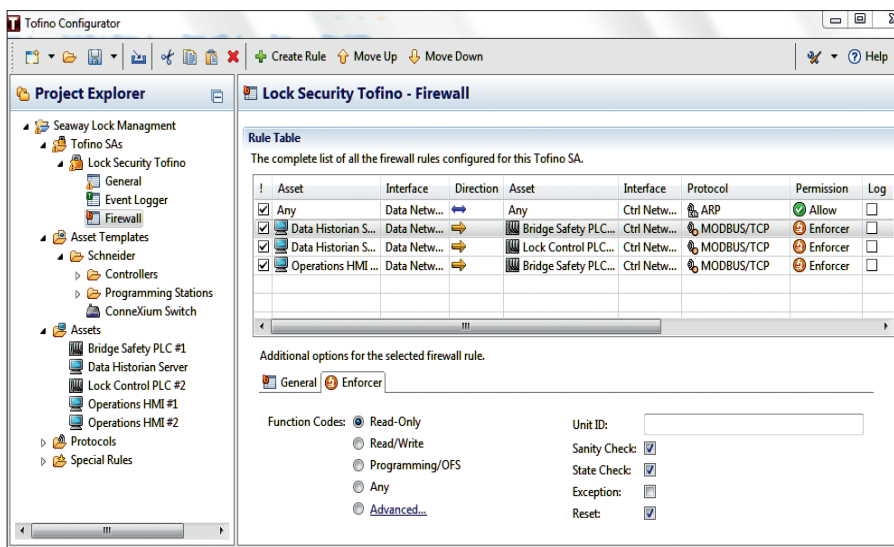 Tofino Configurator
Create Rule Move Up Move Down Help
Project Explorer
Seaway Lock Managment
Tofino SAs
Lock Security Tofino
General
Event Logger
Firewall
Asset Templates
Schneider
Controllers
Programming Stations
ConneXium Switch
Assets
Bridge Safety PLC #1
Data Historian Server
Lock Control PLC #2
Operations HMI #1
Operations HMI #2
Protocols
Special Rules
Lock Security Tofino - Firewall
Rule Table
The complete list of all the firewall rules configured for this Tofino SA.
! Asset Interface Direction Asset Interface Protocol Permission Log
Any Data Netw... Any Ctrl Netw... ARP Allow
Data Historian S... Data Netw... Bridge Safety PLC... Ctrl Netw... MODBUS/TCP Enforcer
Data Historian S... Data Netw... Lock Control PLC... Ctrl Netw... MODBUS/TCP Enforcer
Operations HMI ... Data Netw... Bridge Safety PLC... Ctrl Netw... MODBUS/TCP Enforcer
Additional options for the selected firewall rule.
General Enforcer
Function Codes: Read-Only
Read/Write
Programming/OFS
Any
Advanced...
Unit ID:
Sanity Check:
State Check:
Exception:
Reset: